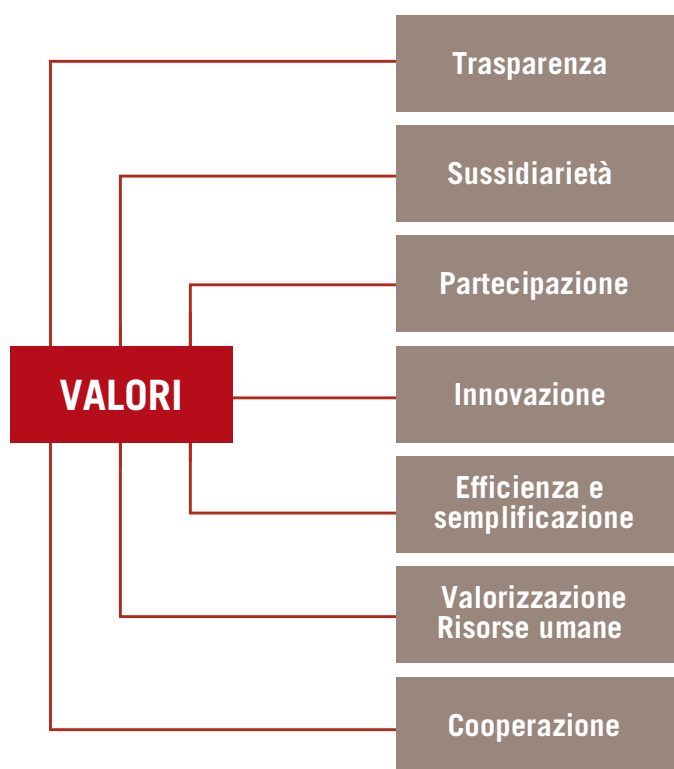 Trasparenza
Sussidiarietà
Partecipazione
VALORI
Innovazione
Efficienza e
semplificazione
Valorizzazione
Risorse umane
Cooperazione